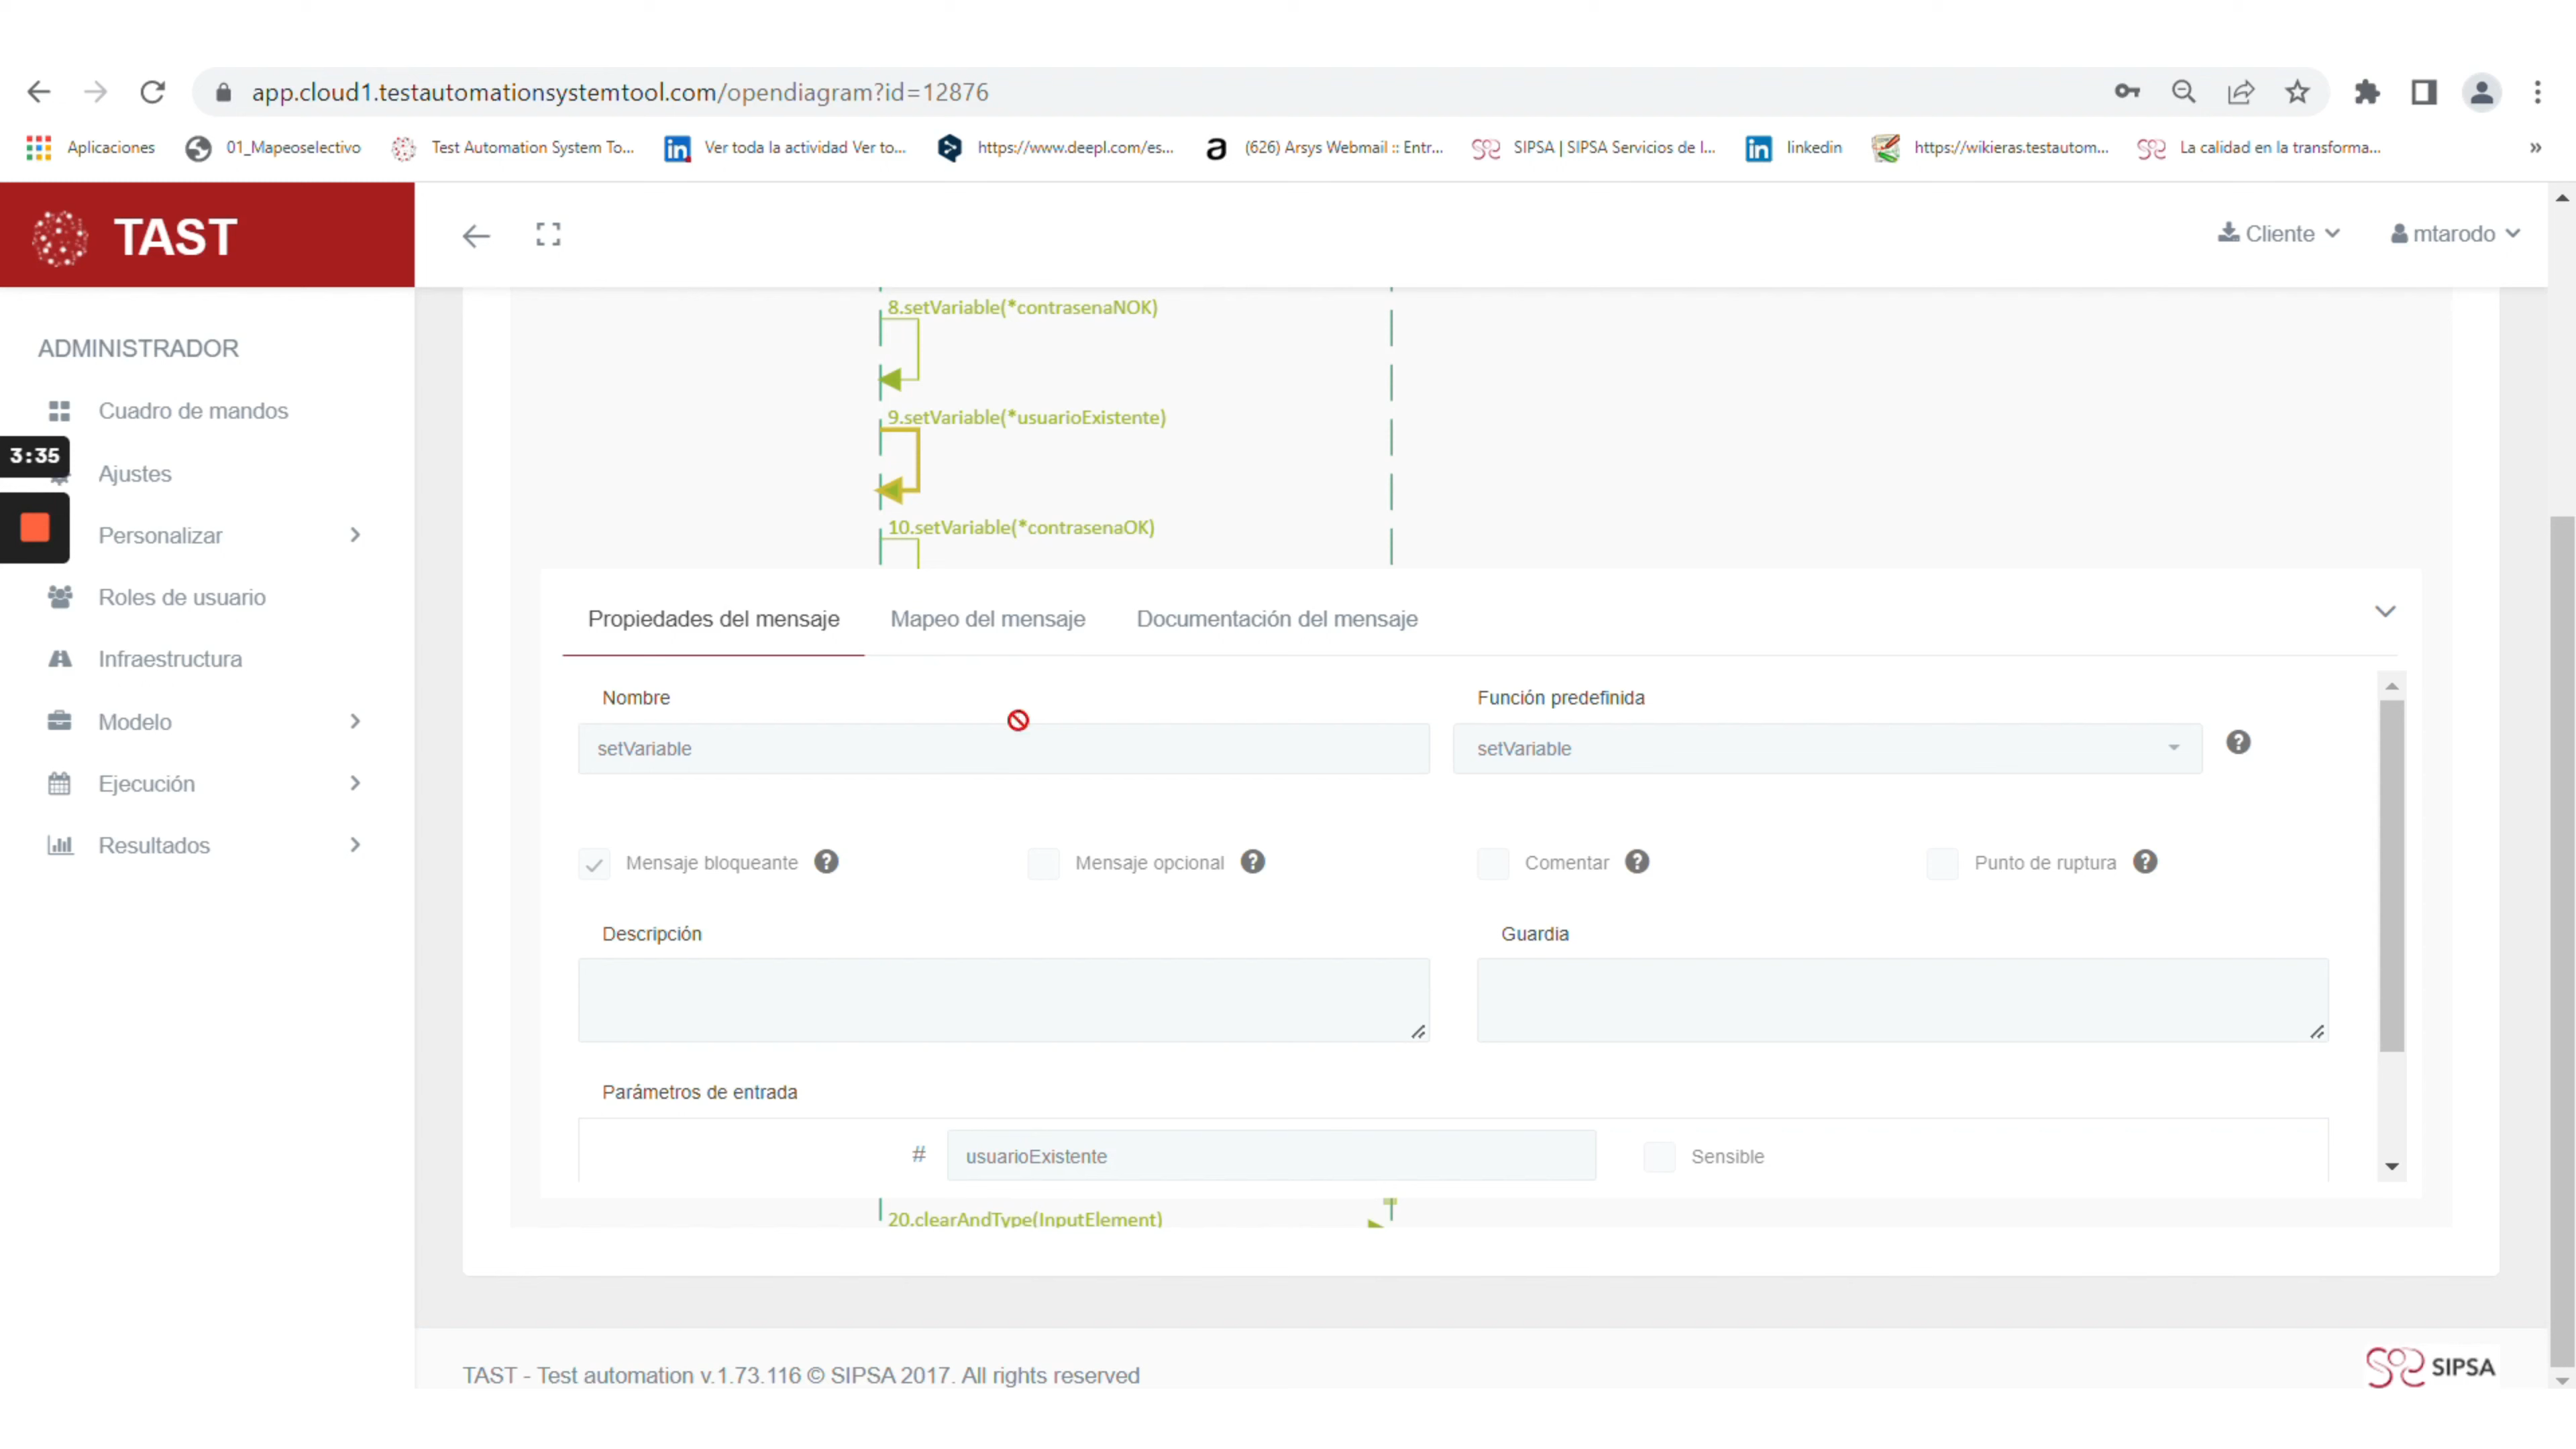 app.cloud1.testautomationsystemtool.com/opendiagram?id=12876
Aplicaciones
01_Mapeoselectivo
Test Automation System To...
Ver toda la actividad Ver to...
https://www.deepl.com/es...
(626) Arsys Webmail :: Entr...
SIPSA | SIPSA Servicios de I...
linkedin
https://wikieras.testautom...
La calidad en la transforma...
»
TAST
Cliente
mtarodo
ADMINISTRADOR
Cuadro de mandos
3:35
Ajustes
Personalizar
Roles de usuario
Infraestructura
Modelo
Ejecución
Resultados
8.setVariable(*contrasenaNOK)
9.setVariable(*usuarioExistente)
10.setVariable(*contrasenaOK)
Propiedades del mensaje
Mapeo del mensaje
Documentación del mensaje
Nombre
Función predefinida
setVariable
setVariable
Mensaje bloqueante
Mensaje opcional
Comentar
Punto de ruptura
Descripción
Guardia
Parámetros de entrada
# usuarioExistente
Sensible
20.clearAndType(InputElement)
TAST - Test automation v.1.73.116 © SIPSA 2017. All rights reserved
SIPSA